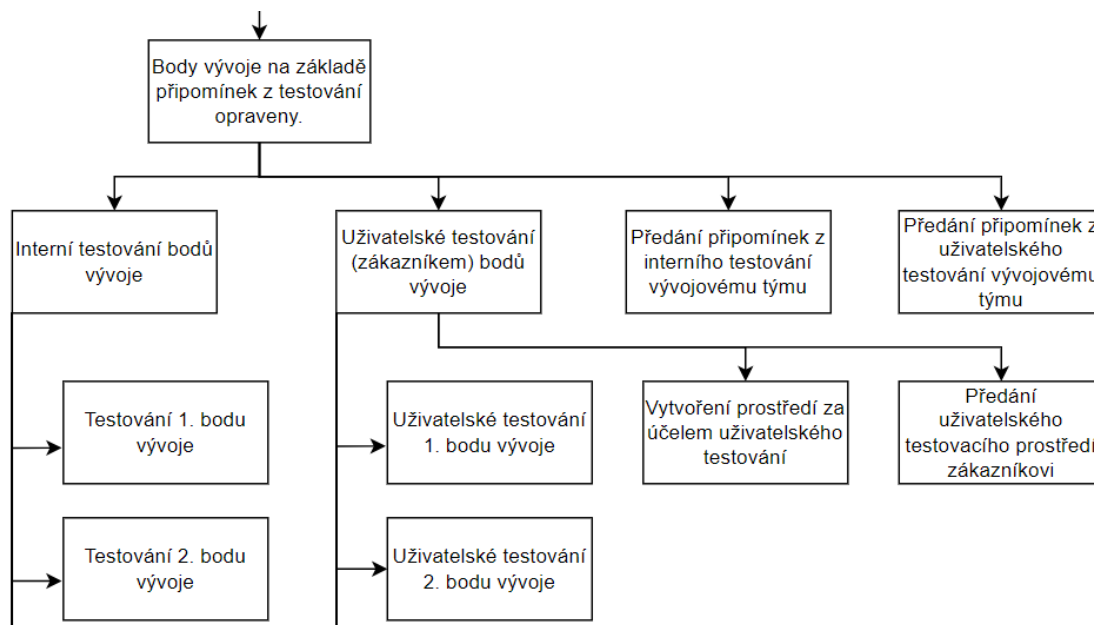 Body vývoje na základě
připomínek z testování
opraveny.
Interní testování bodů
vývoje
Uživatelské testování
(zákazníkem) bodů
vývoje
Předání připomínek z
interního testování
vývojovému týmu
Předání připomínek z
uživatelského
testování vývojovému
týmu
Testování 1. bodu
vývoje
Uživatelské testování
1. bodu vývoje
Vytvoření prostředí za
účelem uživatelského
testování
Předání
uživatelského
testovacího prostředí
zákazníkovi
Testování 2. bodu
vývoje
Uživatelské testování
2. bodu vývoje